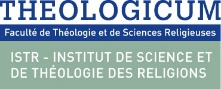 THEOLOGICUM
Faculté de Théologie et de Sciences Religieuses
ISTR - INSTITUT DE SCIENCE ET
DE THÉOLOGIE DES RELIGIONS